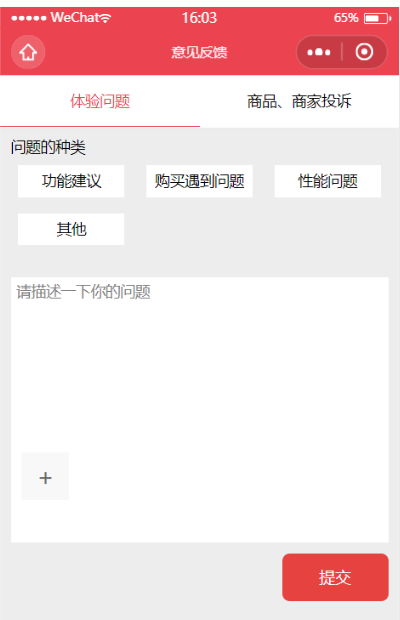 WeChat 16:03 65%
意见反馈
体验问题 商品、商家投诉
问题的种类
功能建议 购买遇到问题 性能问题
其他
请描述一下你的问题
+
提交